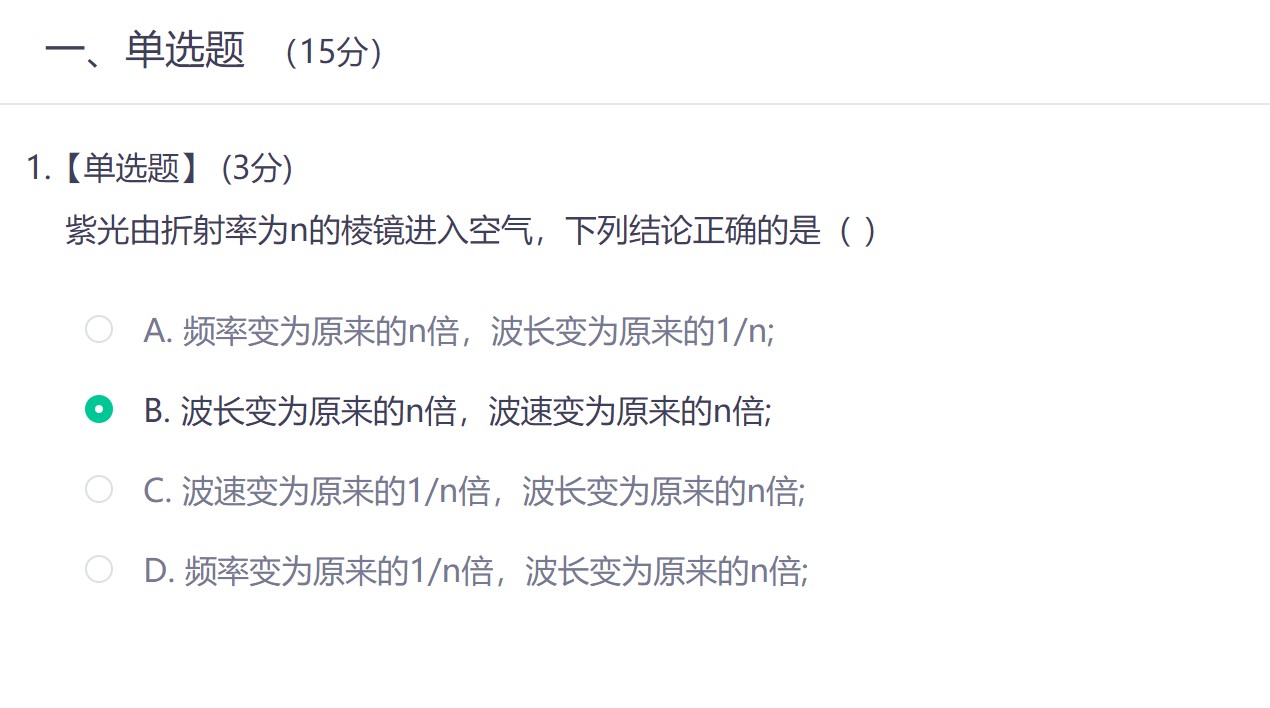 一、单选题 （15分）
1.【单选题】 (3分)
紫光由折射率为n的棱镜进入空气，下列结论正确的是（ ）
A. 频率变为原来的n倍，波长变为原来的1/n;
B. 波长变为原来的n倍，波速变为原来的n倍;
C. 波速变为原来的1/n倍，波长变为原来的n倍;
D. 频率变为原来的1/n倍，波长变为原来的n倍;